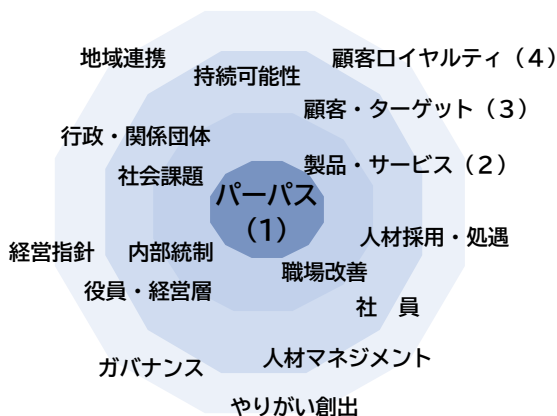 地域連携
顧客ロイヤルティ（４）
持続可能性
顧客・ターゲット（３）
行政・関係団体
製品・サービス（２）
社会課題
パーパス
（１）
人材採用・処遇
経営指針
内部統制
職場改善
役員・経営層
社　員
人材マネジメント
ガバナンス
やりがい創出